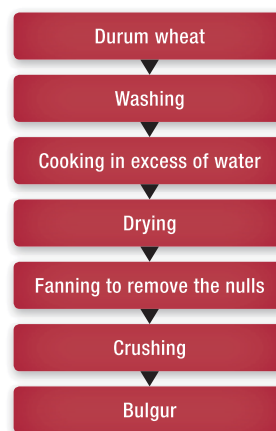 Durum wheat
Washing
Cooking in excess of water
Drying
Fanning to remove the nulls
Crushing
Bulgur